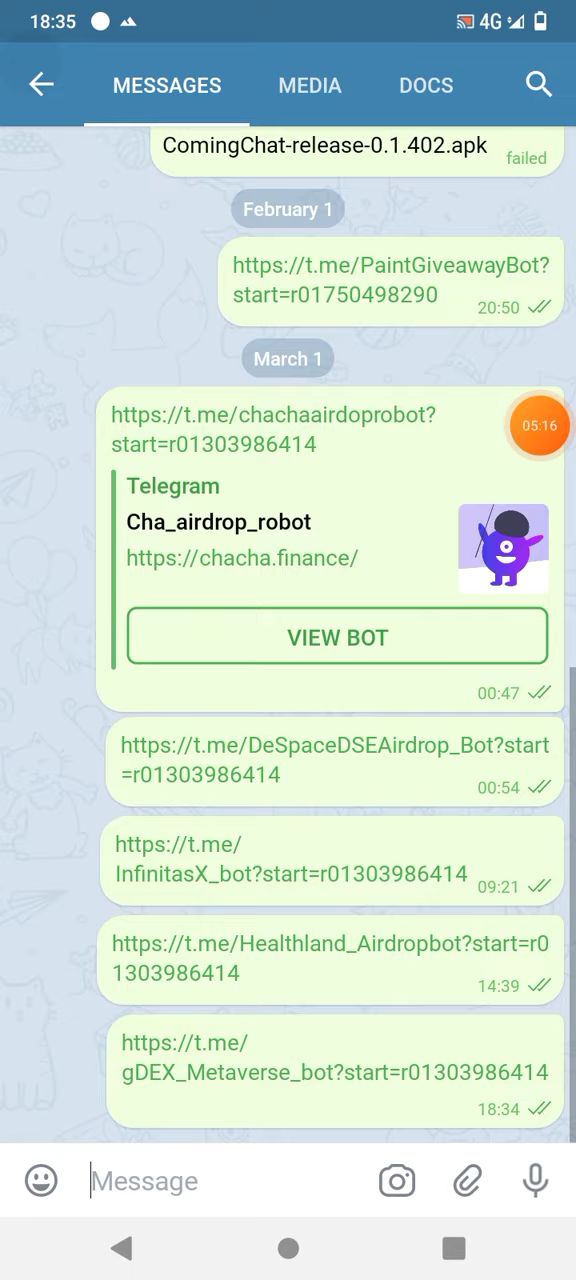 18:35
4G
MESSAGES
MEDIA
DOCS
ComingChat-release-0.1.402.apk
failed
February 1
https://t.me/PaintGiveawayBot?
start=r01750498290
20:50
March 1
https://t.me/chachaairdoprobot?
start=r01303986414
05:16
Telegram
Cha_airdrop_robot
https://chacha.finance/
VIEW BOT
00:47
https://t.me/DeSpaceDSEAirdrop_Bot?start
=r01303986414
00:54
https://t.me/
InfinitasX_bot?start=r01303986414
09:21
https://t.me/Healthland_Airdropbot?start=r0
1303986414
14:39
https://t.me/
gDEX_Metaverse_bot?start=r01303986414
18:34
Message